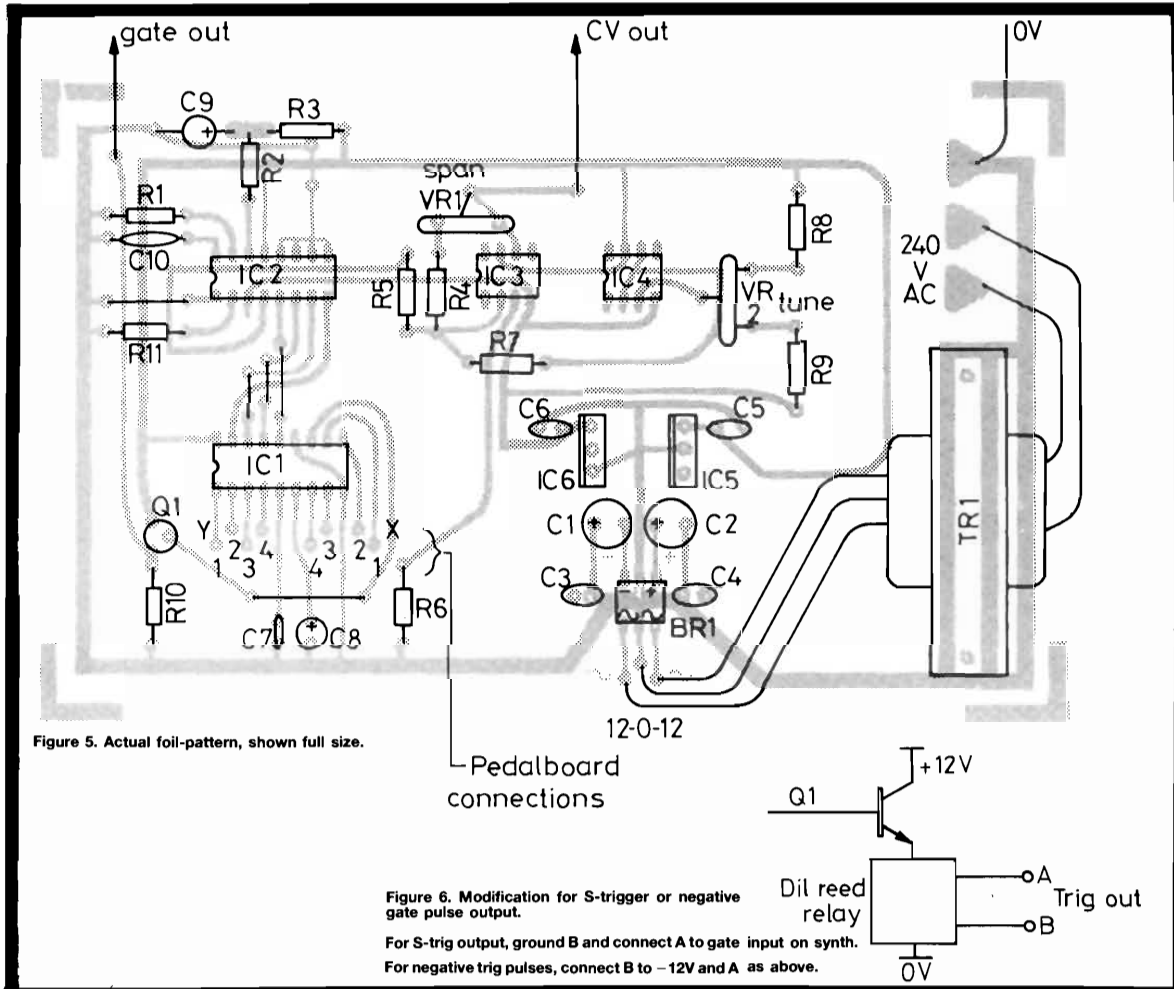 gate out
CV out
0V
C9
R3
R2
span
VR1
R1
C10
R8
IC2
R5
R4
IC3
IC4
VR
2
tune
240
V
AC
R11
R7
R9
C6
C5
IC1
IC6
IC5
TR1
Q1
Y
2
4
3
2
X
1
3
4
1
C1
+
+
C2
R10
C7
+
C8
R6
C3
-
+
C4
BR1
12-0-12
Figure 5. Actual foil-pattern, shown full size.
Pedalboard
connections
+12V
Q1
Dil reed
relay
A
Trig out
B
0V
Figure 6. Modification for S-trigger or negative
gate pulse output.
For S-trig output, ground B and connect A to gate input on synth.
For negative trig pulses, connect B to −12V and A as above.